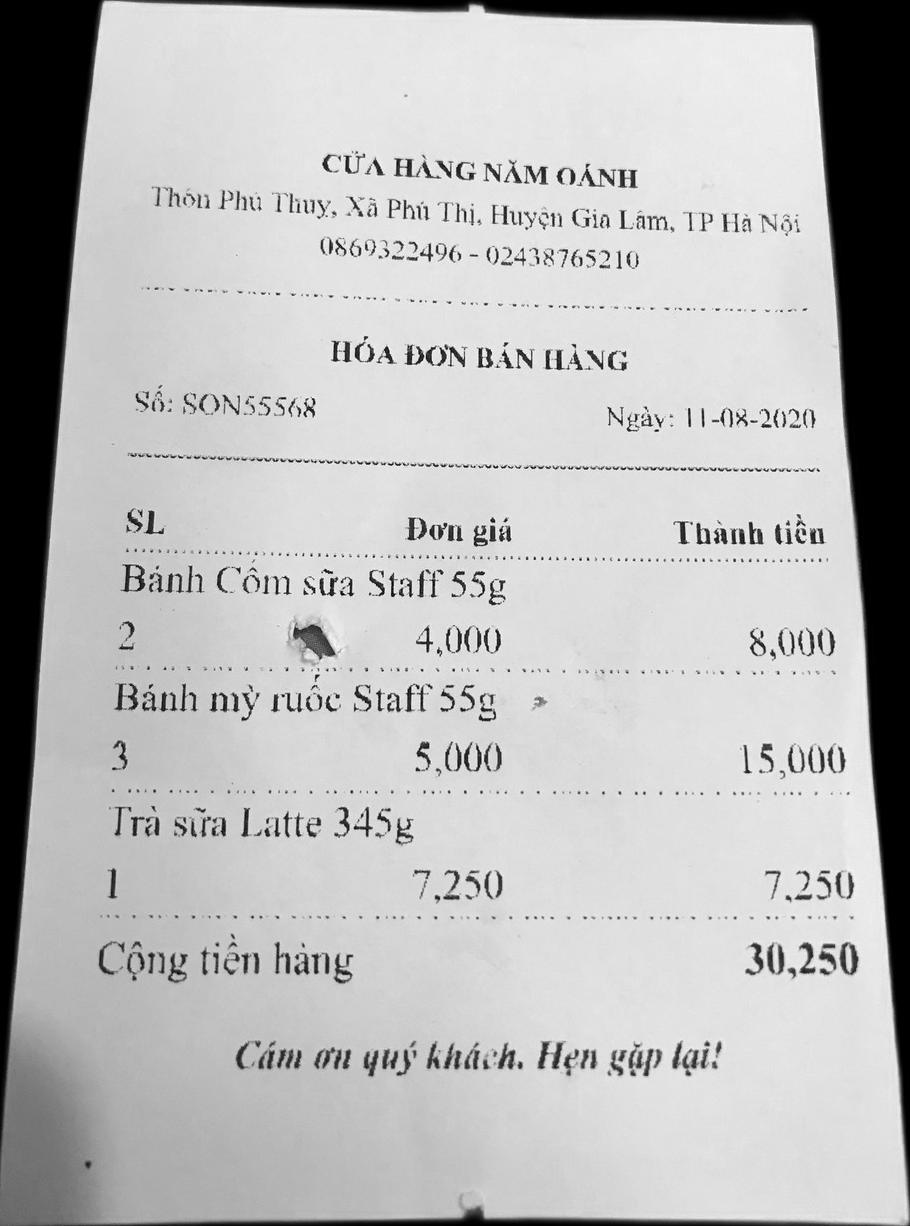 CỬA HÀNG NĂM OÁNH
Thôn Phú Thuy, Xã Phú Thị, Huyện Gia Lâm, TP Hà Nội
0869322496 - 02438765210
HÓA ĐƠN BÁN HÀNG
Số: SON55568 Ngày: 11-08-2020
SL Đơn giá Thành tiền
Bánh Cốm sữa Staff 55g
2 4,000 8,000
Bánh mỳ ruốc Staff 55g
3 5,000 15,000
Trà sữa Latte 345g
1 7,250 7,250
Cộng tiền hàng 30,250
Cám ơn quý khách. Hẹn gặp lại!